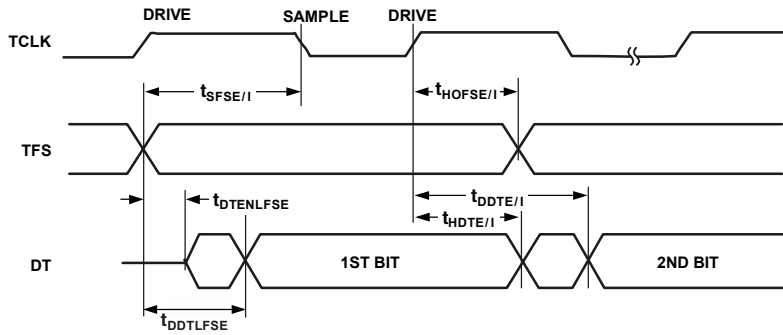 DRIVE SAMPLE DRIVE
TCLK
tSFSE/I tHOFSE/I
TFS
tDDTE/I
tDTENLFSE
tHDTE/I
DT 1ST BIT 2ND BIT
tDDTLFSE